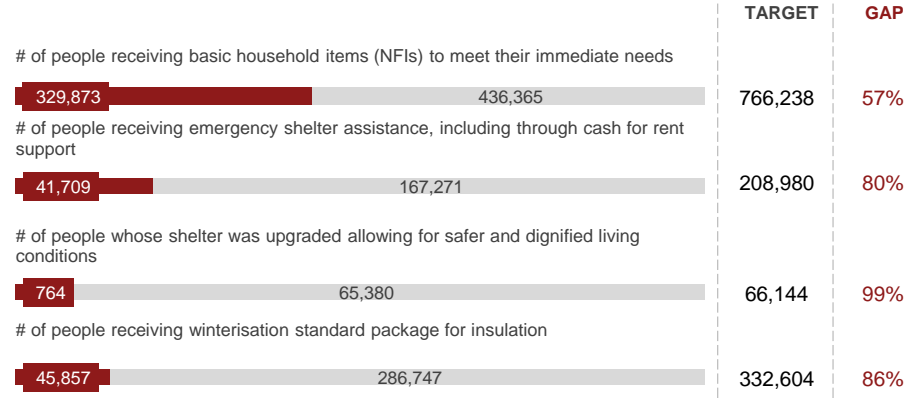 TARGET GAP
# of people receiving basic household items (NFIs) to meet their immediate needs
329,873 436,365 766,238 57%
# of people receiving emergency shelter assistance, including through cash for rent
support
41,709 167,271 208,980 80%
# of people whose shelter was upgraded allowing for safer and dignified living
conditions
764 65,380 66,144 99%
# of people receiving winterisation standard package for insulation
45,857 286,747 332,604 86%